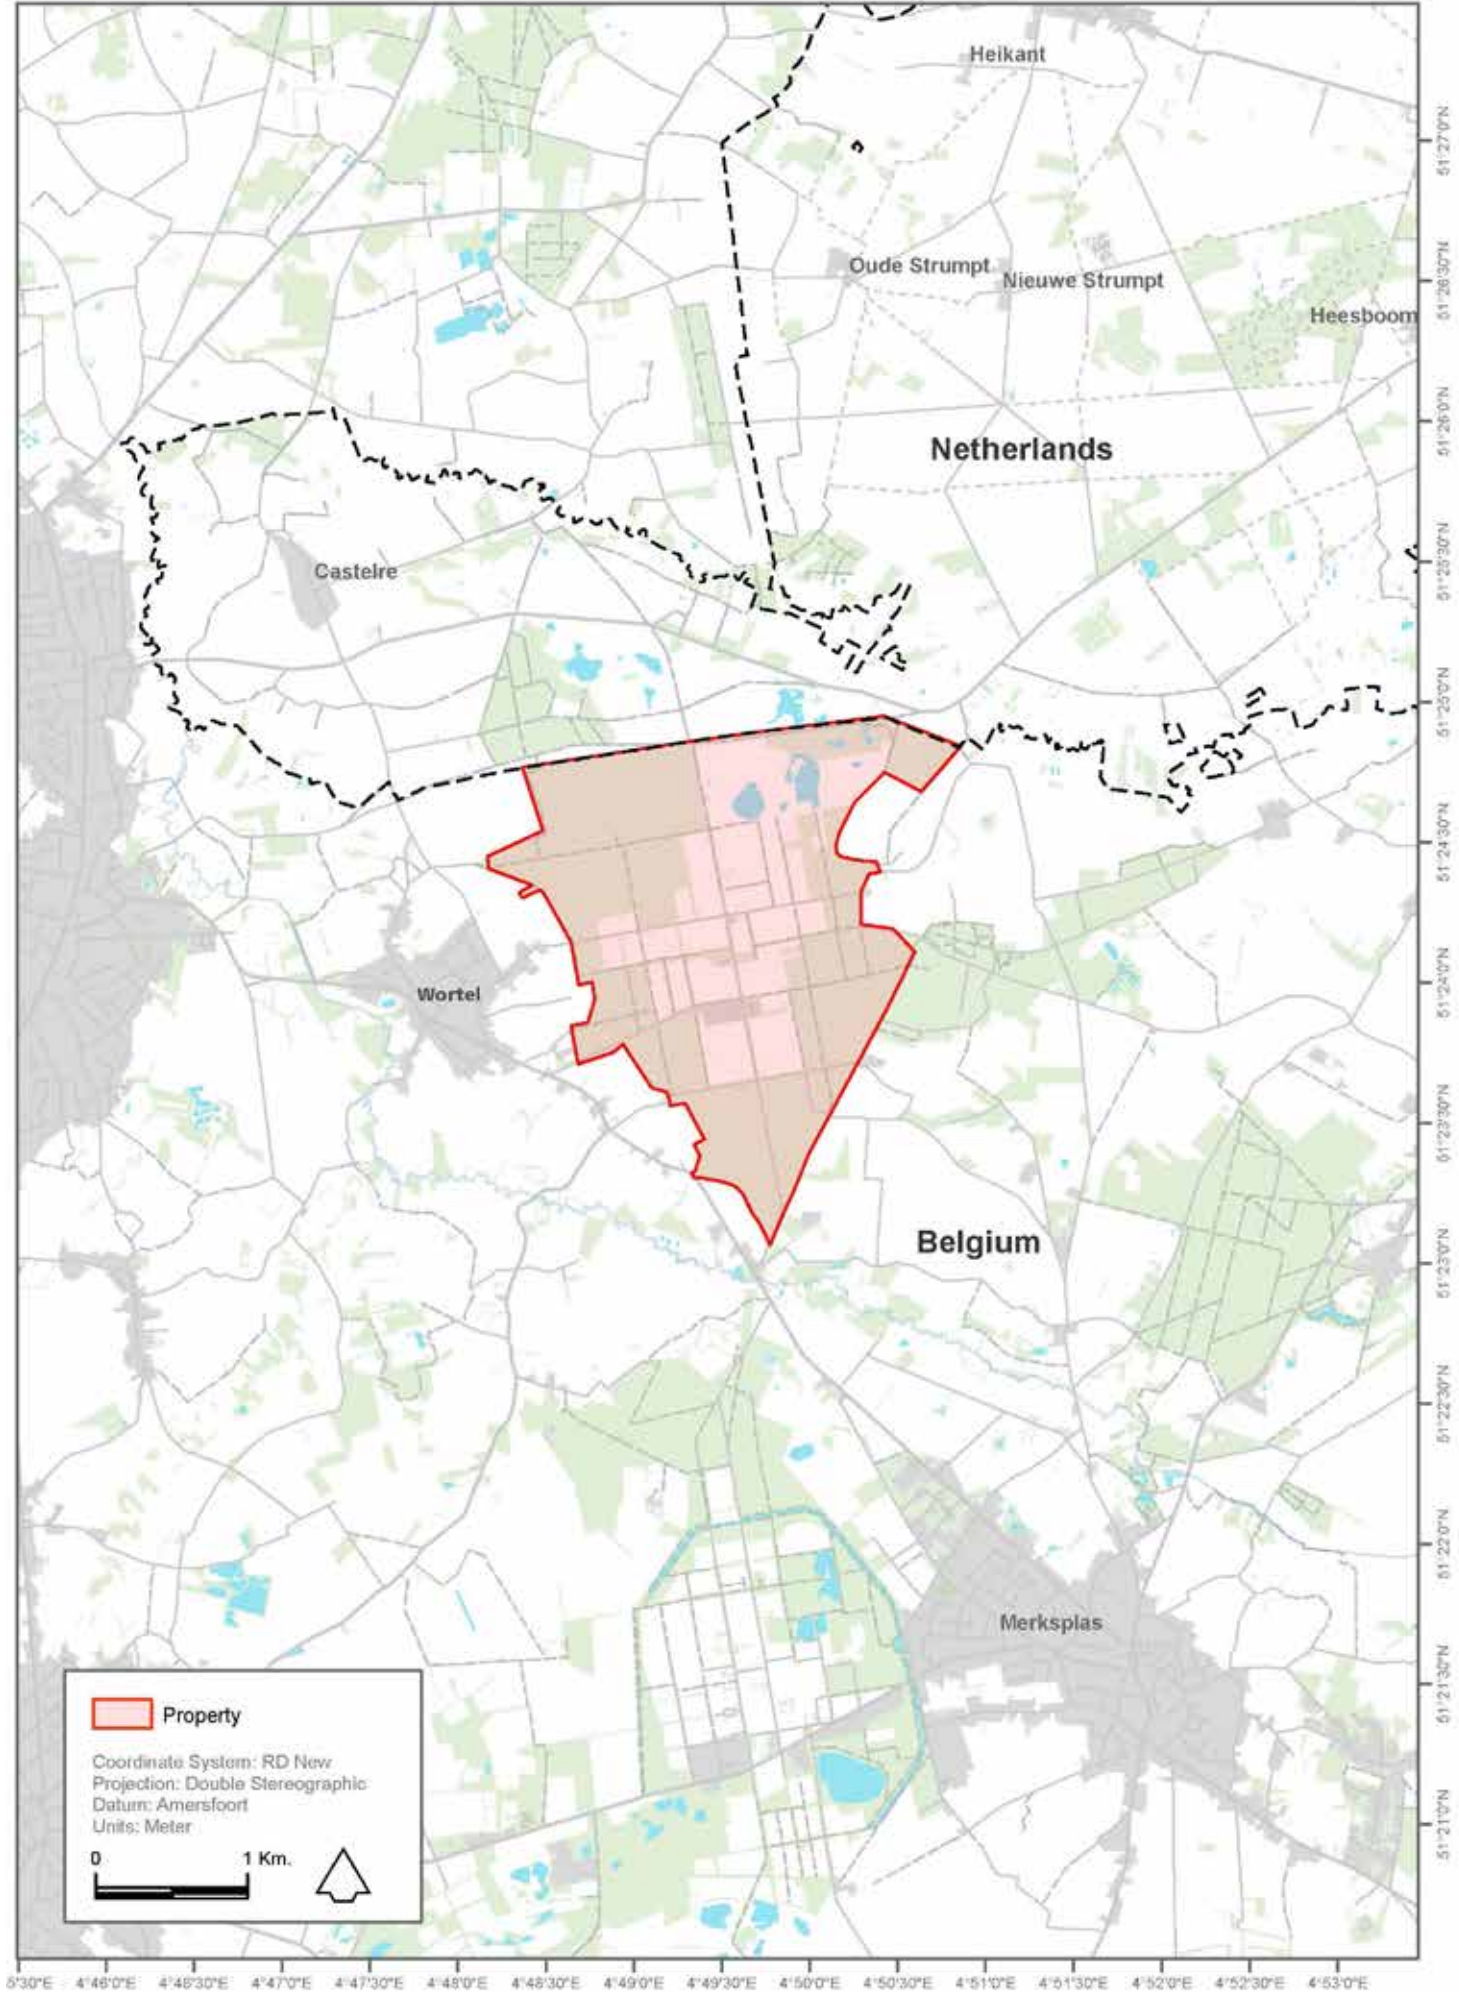 Heikant
Oude Strumpt
Nieuwe Strumpt
Heesboom
Netherlands
Castelre
Wortel
Belgium
Merksplas
Property
Coordinate System: RD New
Projection: Double Stereographic
Datum: Amersfoort
Units: Meter
0 1 Km.
51°27'0"N
51°26'30"N
51°26'0"N
51°25'30"N
51°25'0"N
51°24'30"N
51°24'0"N
51°23'30"N
51°23'0"N
51°22'30"N
51°22'0"N
51°21'30"N
51°21'0"N
5'30"E 4°46'0"E 4°46'30"E 4°47'0"E 4°47'30"E 4°48'0"E 4°48'30"E 4°49'0"E 4°49'30"E 4°50'0"E 4°50'30"E 4°51'0"E 4°51'30"E 4°52'0"E 4°52'30"E 4°53'0"E